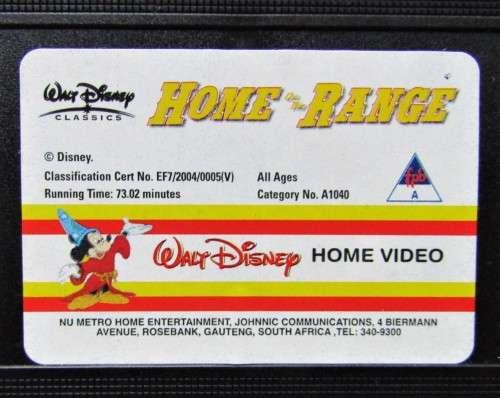 WALT DISNEY
CLASSICS
HOME ON THE RANGE
© Disney.
Classification Cert No. EF7/2004/0005(V)
All Ages
Running Time: 73.02 minutes
Category No. A1040
fpb
A
WALT DISNEY HOME VIDEO
NU METRO HOME ENTERTAINMENT, JOHNNIC COMMUNICATIONS, 4 BIERMANN
AVENUE, ROSEBANK, GAUTENG, SOUTH AFRICA ,TEL: 340-9300